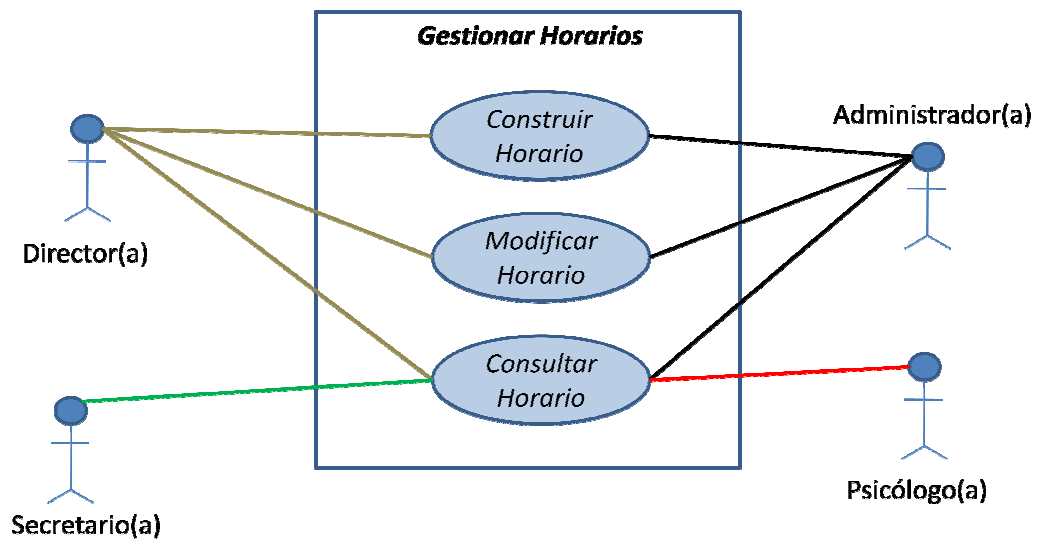 Gestionar Horarios
Construir
Horario
Administrador(a)
Director(a)
Modificar
Horario
Consultar
Horario
Psicólogo(a)
Secretario(a)